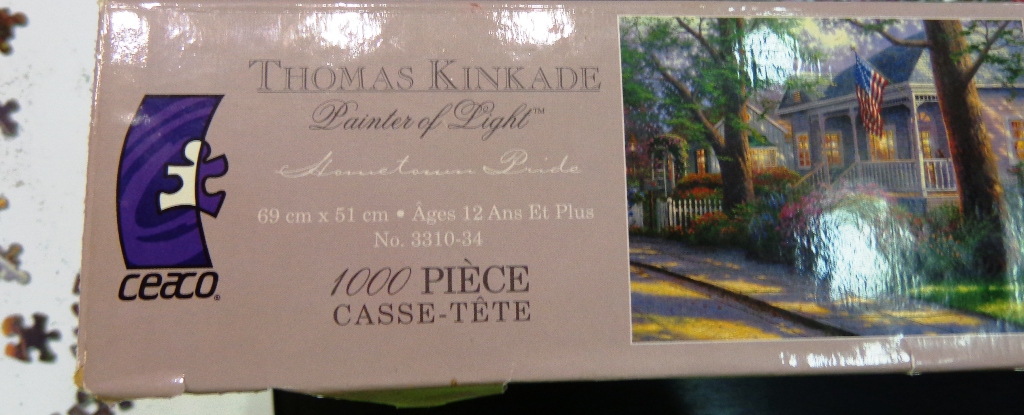 THOMAS KINKADE
Painter of Light™
Hometown Pride
69 cm x 51 cm • Âges 12 Ans Et Plus
No. 3310-34
1000 PIÈCE
CASSE-TÊTE
ceaco®